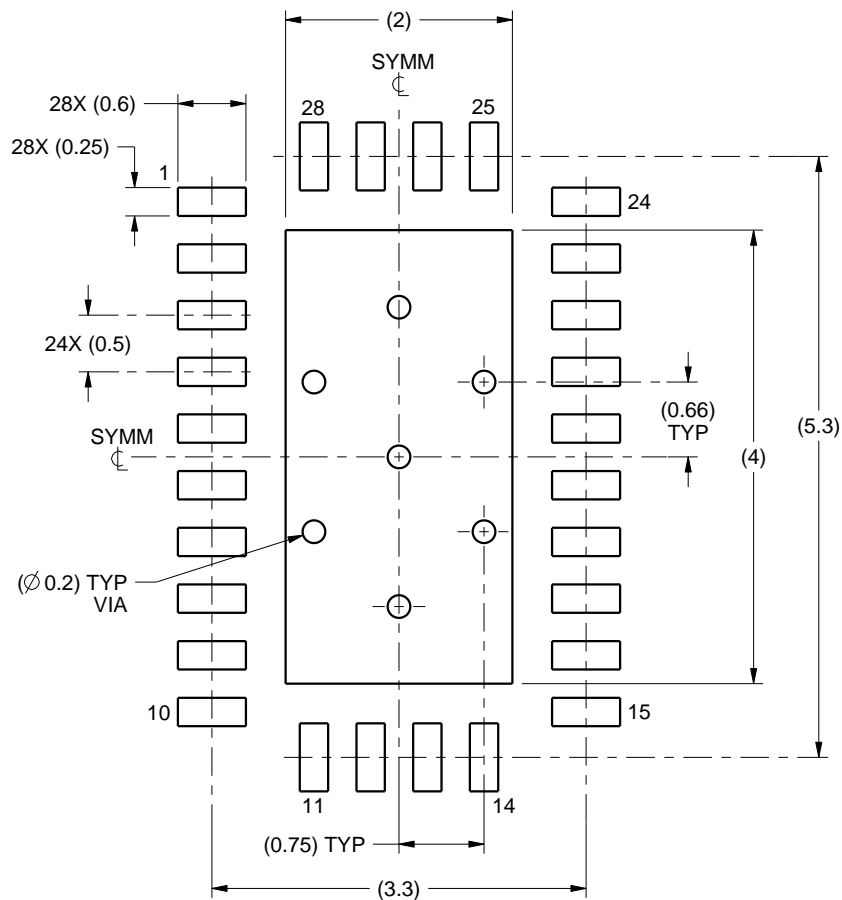 (2)
SYMM
℄
28X (0.6)
28
25
28X (0.25)
1
24
24X (0.5)
(0.66)
TYP
(5.3)
SYMM
℄
(4)
(∅ 0.2) TYP
VIA
10
15
11
14
(0.75) TYP
(3.3)